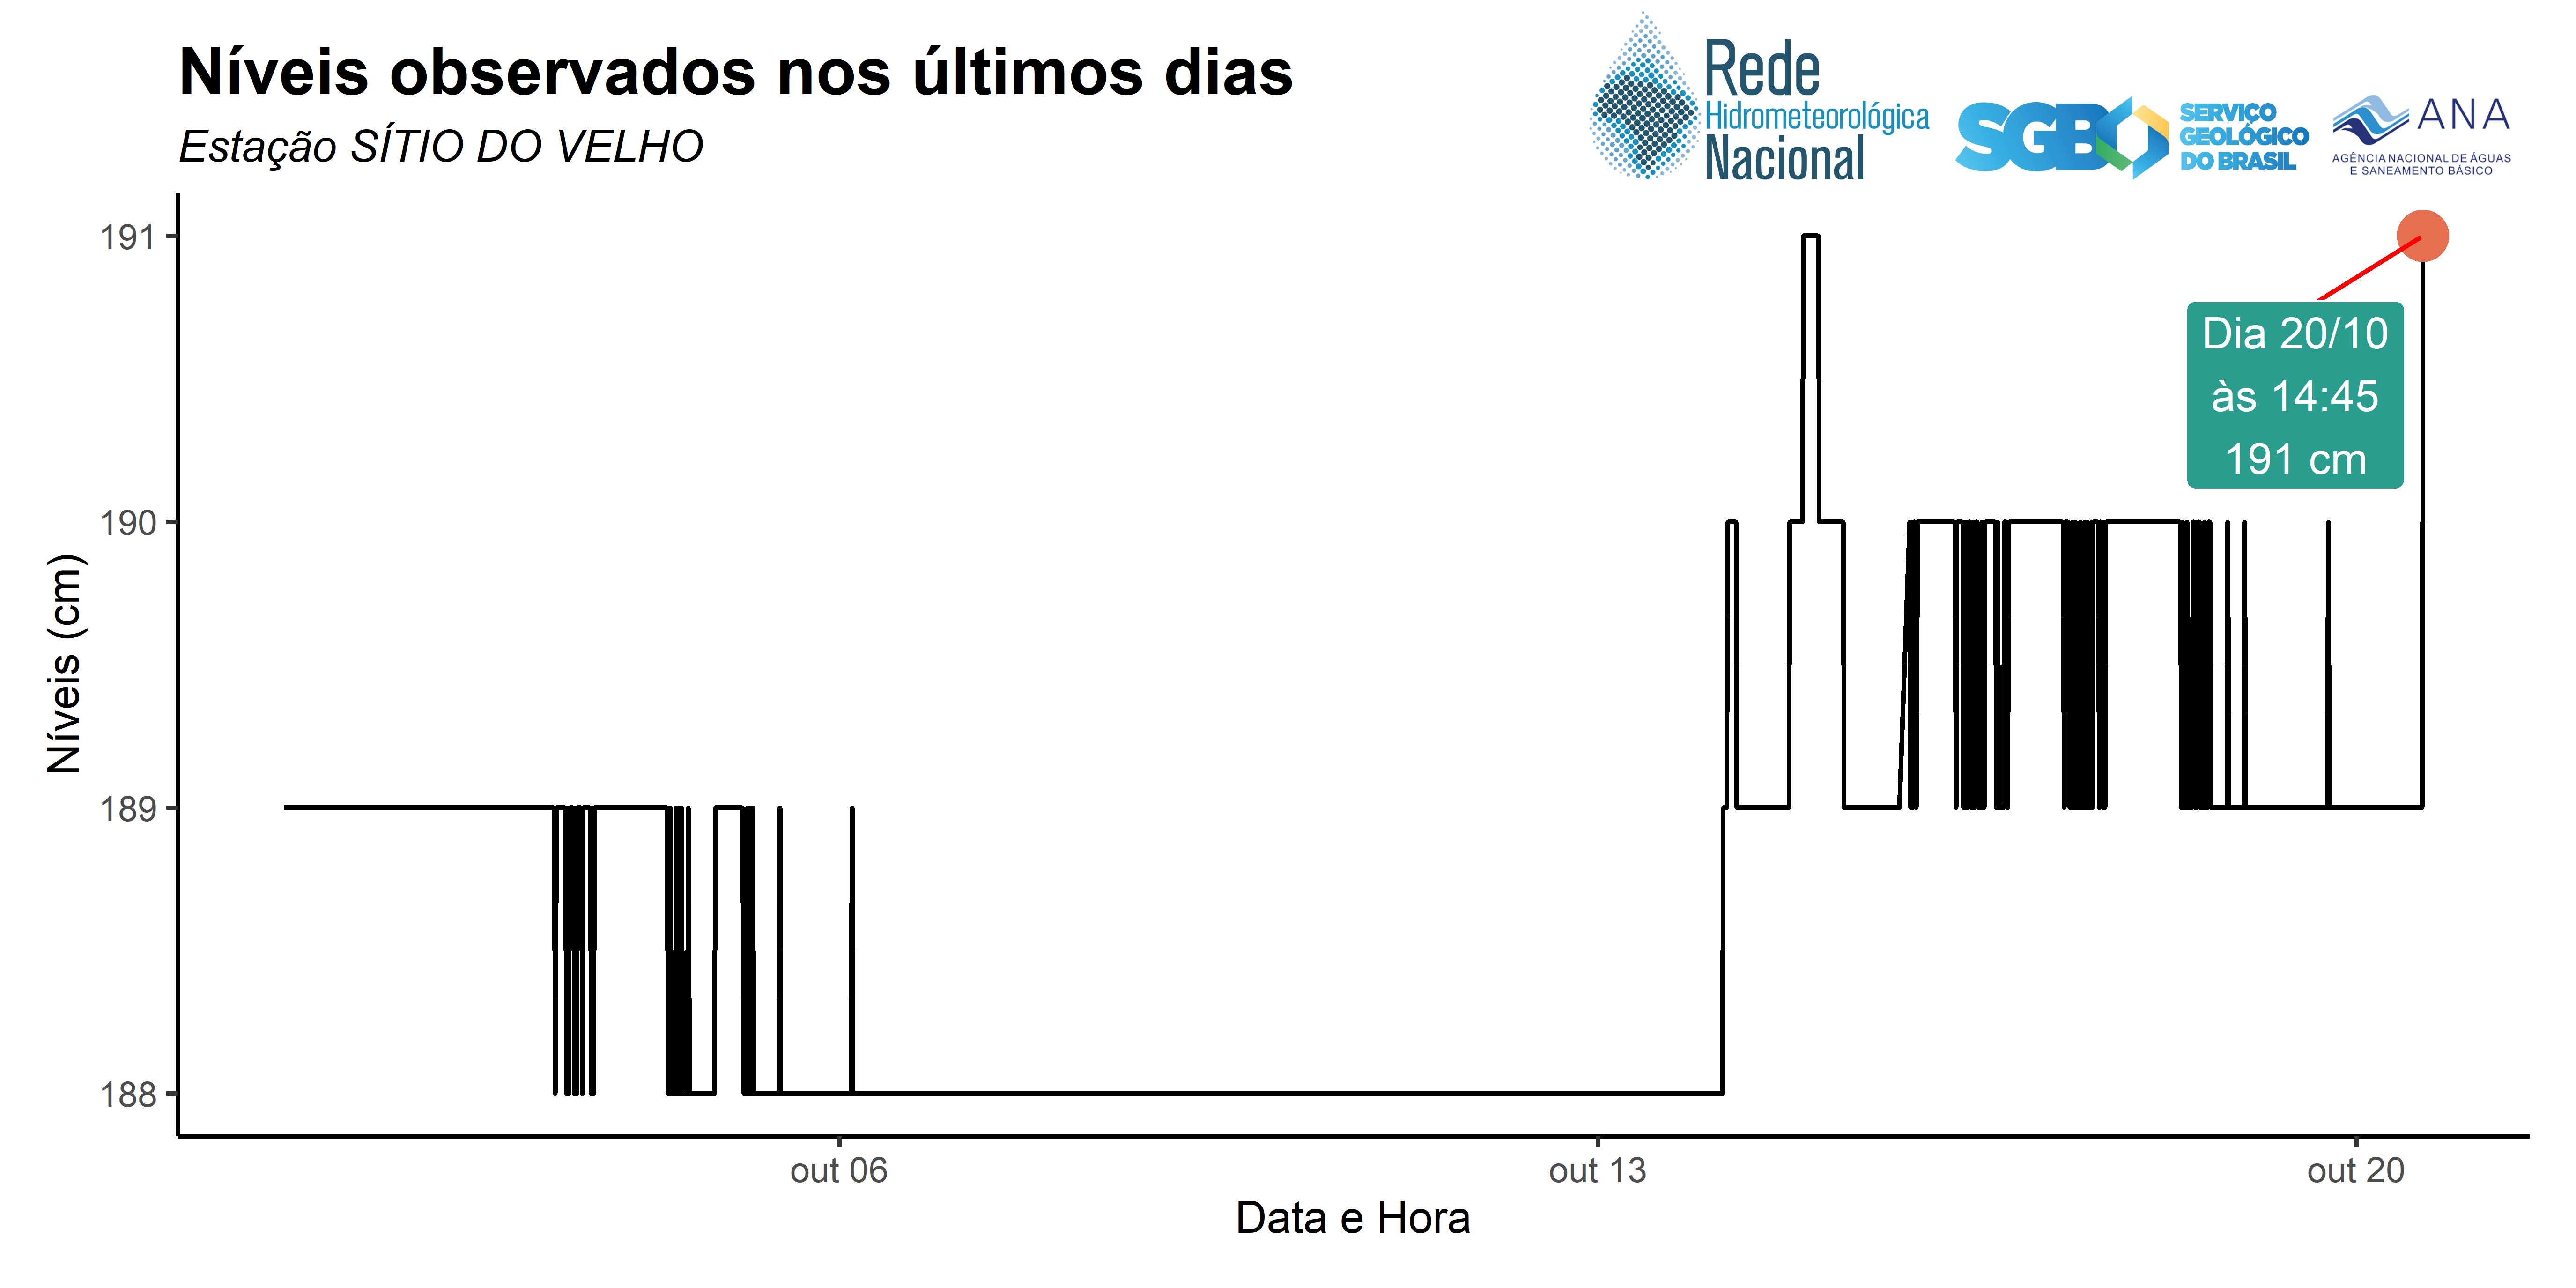 Níveis observados nos últimos dias
Estação SÍTIO DO VELHO
Rede
Hidrometeorológica
Nacional
SGB
SERVIÇO
GEOLÓGICO
DO BRASIL
ANA
AGÊNCIA NACIONAL DE ÁGUAS
E SANEAMENTO BÁSICO
191
190
189
188
Níveis (cm)
Dia 20/10
às 14:45
191 cm
out 06
out 13
out 20
Data e Hora